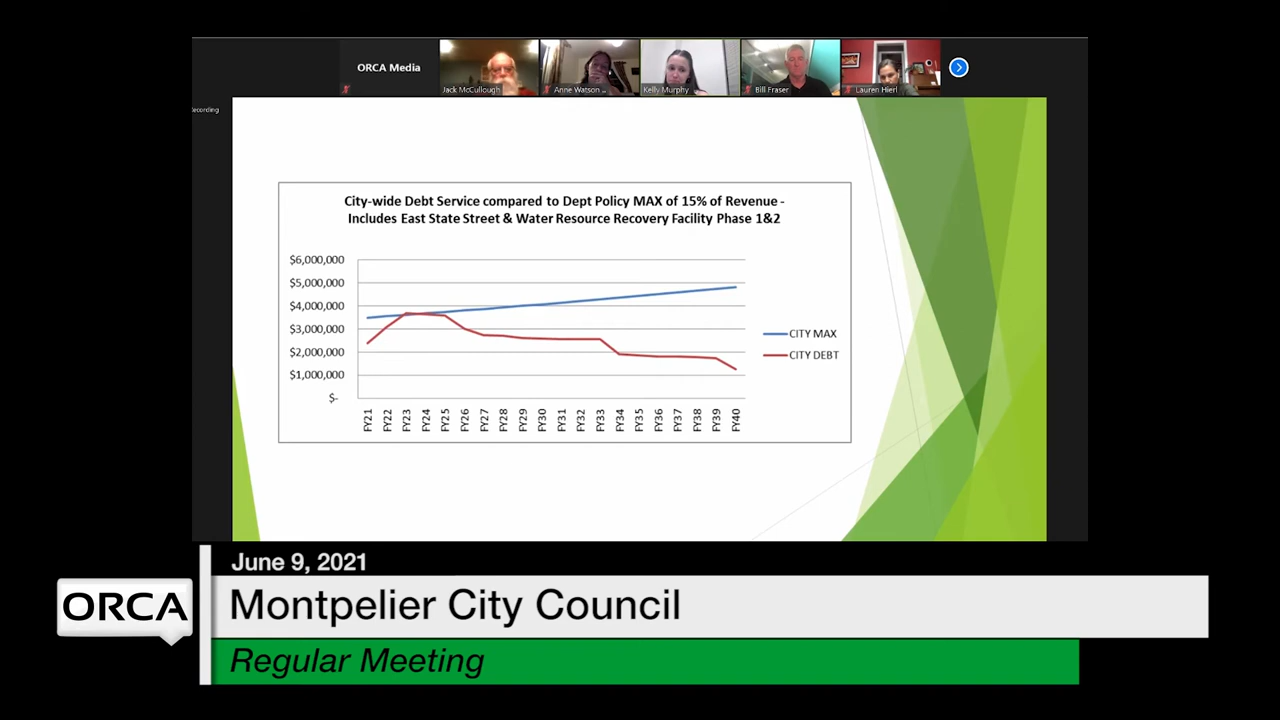 ORCA Media
Jack McCullough
Anne Watson ...
Kelly Murphy
Bill Fraser
Lauren Hierl
Recording
City-wide Debt Service compared to Dept Policy MAX of 15% of Revenue -
Includes East State Street & Water Resource Recovery Facility Phase 1&2
$6,000,000
$5,000,000
$4,000,000
$3,000,000
$2,000,000
$1,000,000
$-
FY21
FY22
FY23
FY24
FY25
FY26
FY27
FY28
FY29
FY30
FY31
FY32
FY33
FY34
FY35
FY36
FY37
FY38
FY39
FY40
CITY MAX
CITY DEBT
June 9, 2021
ORCA
Montpelier City Council
Regular Meeting